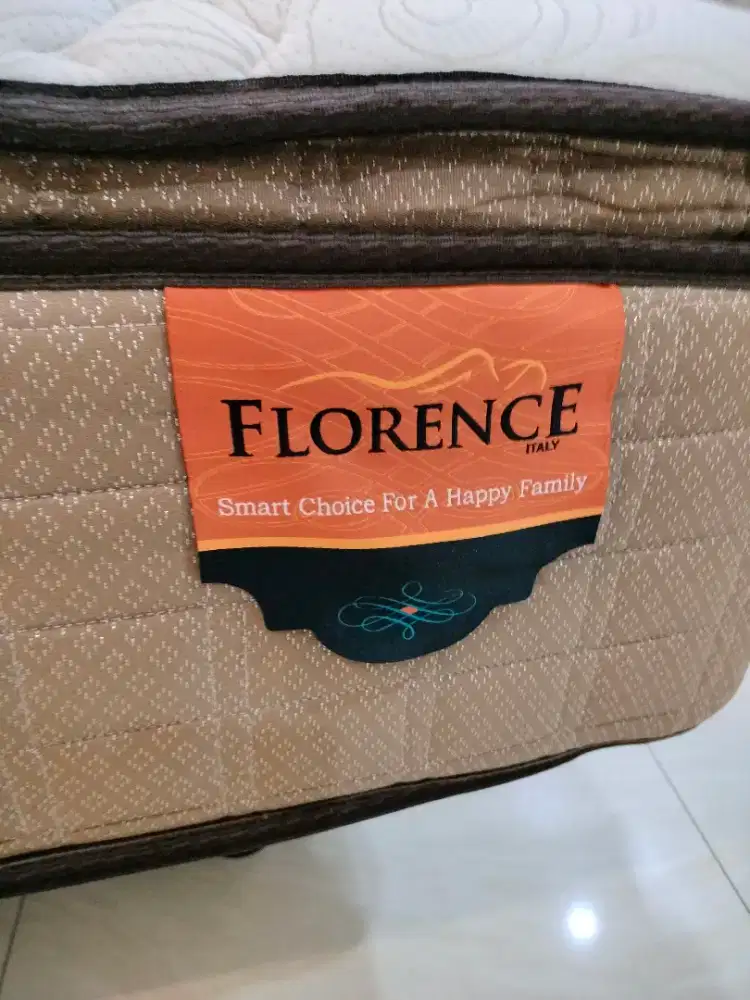 FLORENCE
ITALY
Smart Choice For A Happy Family